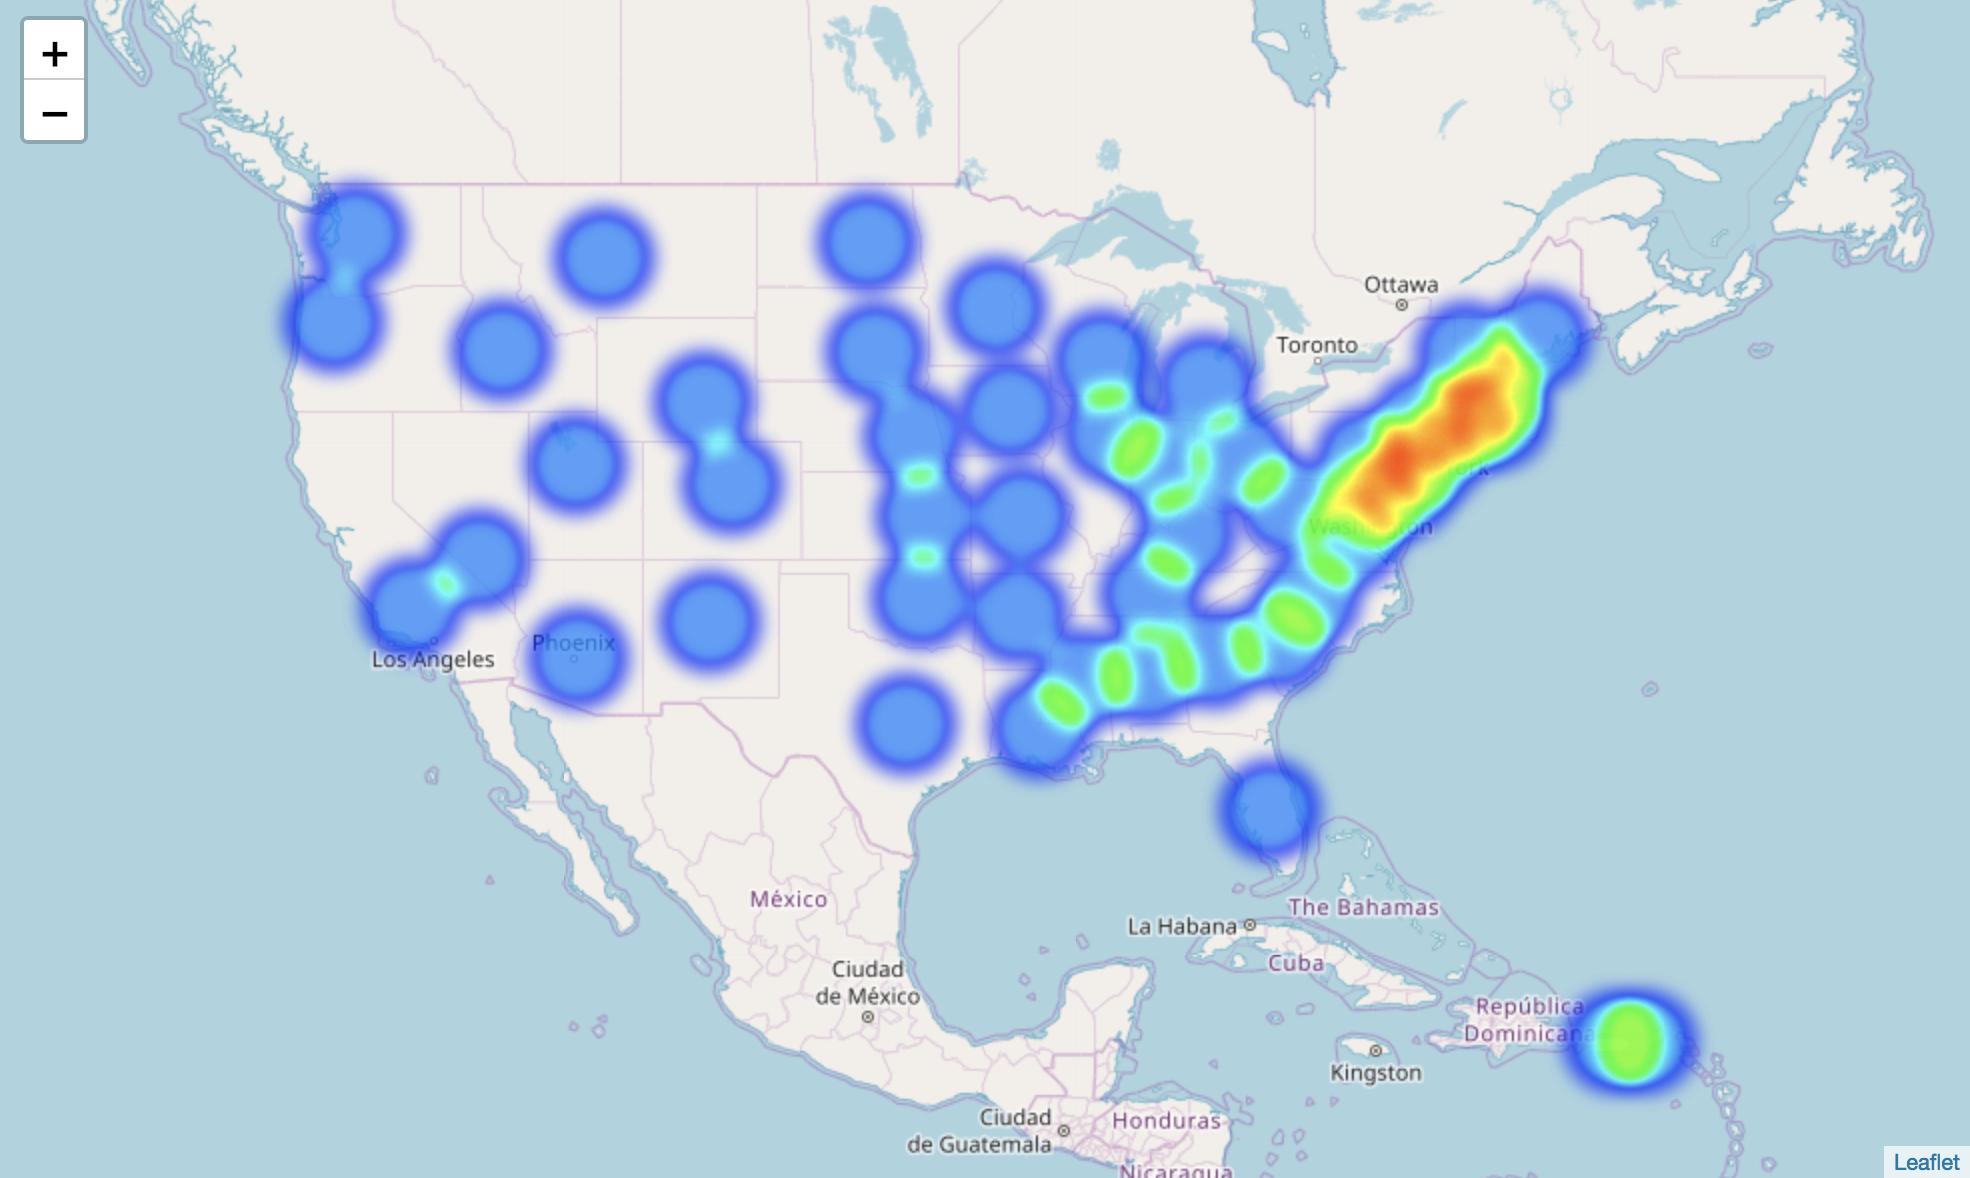 +
−
Ottawa
Toronto
Washington
Los Angeles
Phoenix
México
Ciudad
de México
La Habana
The Bahamas
Cuba
República
Dominicana
Kingston
Ciudad
de Guatemala
Honduras
Nicaragua
Leaflet